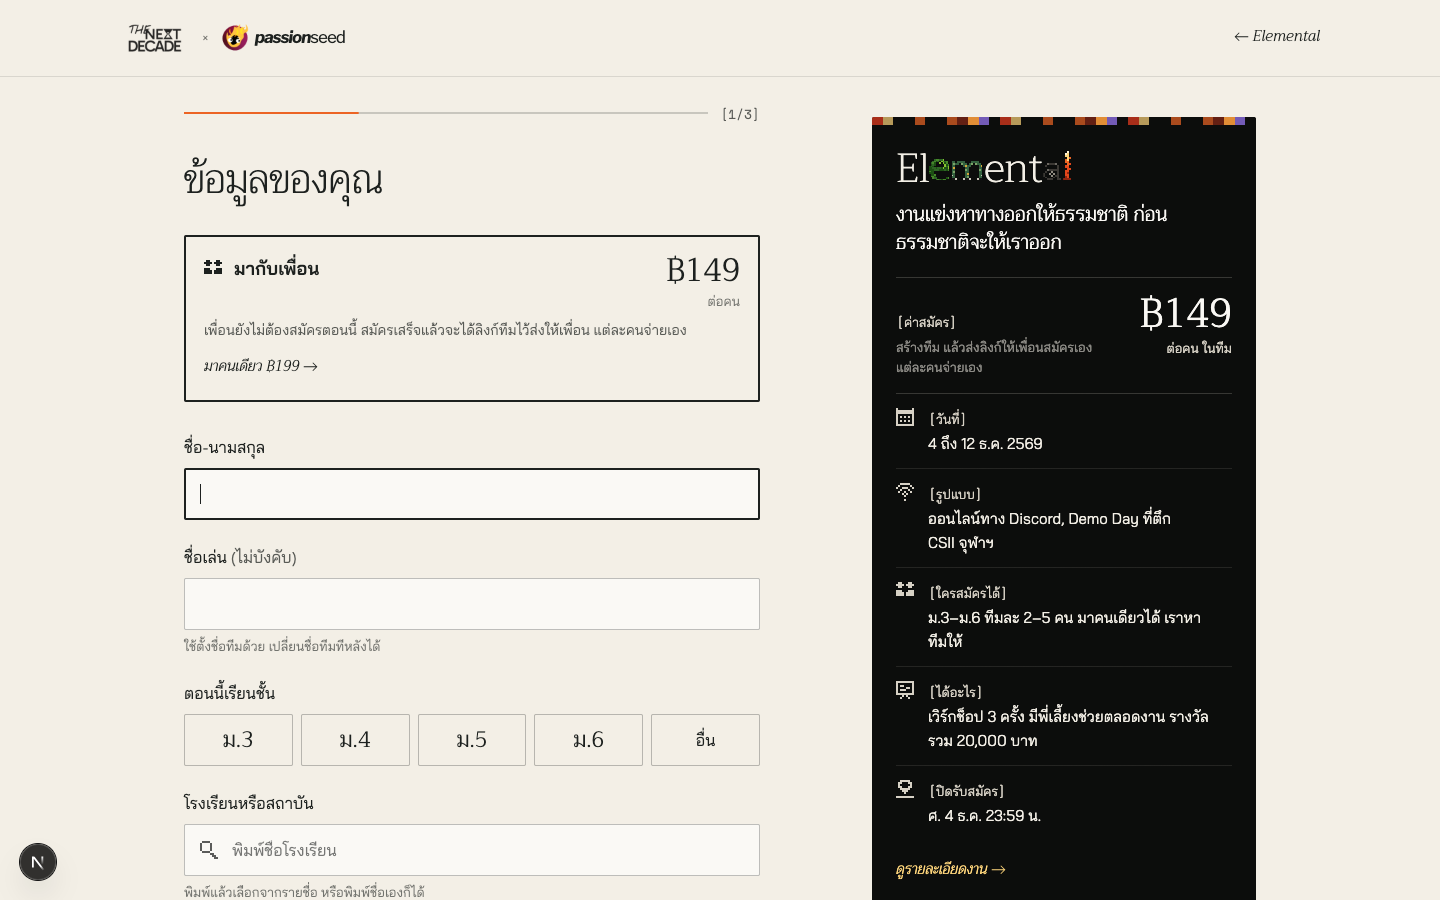 THE NEXT DECADE × passionseed
← Elemental
[1/3]
ข้อมูลของคุณ
มากับเพื่อน
฿149
ต่อคน
เพื่อนยังไม่ต้องสมัครตอนนี้ สมัครเสร็จแล้วจะได้ลิงก์ทีมไว้ส่งให้เพื่อน แต่ละคนจ่ายเอง
มาคนเดียว ฿199 →
ชื่อ-นามสกุล
ชื่อเล่น (ไม่บังคับ)
ใช้ตั้งชื่อทีมด้วย เปลี่ยนชื่อทีมทีหลังได้
ตอนนี้เรียนชั้น
ม.3 ม.4 ม.5 ม.6 อื่น
โรงเรียนหรือสถาบัน
พิมพ์ชื่อโรงเรียน
พิมพ์แล้วเลือกจากรายชื่อ หรือพิมพ์ชื่อเองก็ได้
N
Elemental
งานแข่งหาทางออกให้ธรรมชาติ ก่อน
ธรรมชาติจะให้เราออก
[ค่าสมัคร]
฿149
สร้างทีม แล้วส่งลิงก์ให้เพื่อนสมัครเอง
แต่ละคนจ่ายเอง
ต่อคน ในทีม
[วันที่]
4 ถึง 12 ธ.ค. 2569
[รูปแบบ]
ออนไลน์ทาง Discord, Demo Day ที่ตึก
CSII จุฬาฯ
[ใครสมัครได้]
ม.3–ม.6 ทีมละ 2–5 คน มาคนเดียวได้ เราหา
ทีมให้
[ได้อะไร]
เวิร์กช็อป 3 ครั้ง มีพี่เลี้ยงช่วยตลอดงาน รางวัล
รวม 20,000 บาท
[ปิดรับสมัคร]
ศ. 4 ธ.ค. 23:59 น.
ดูรายละเอียดงาน →